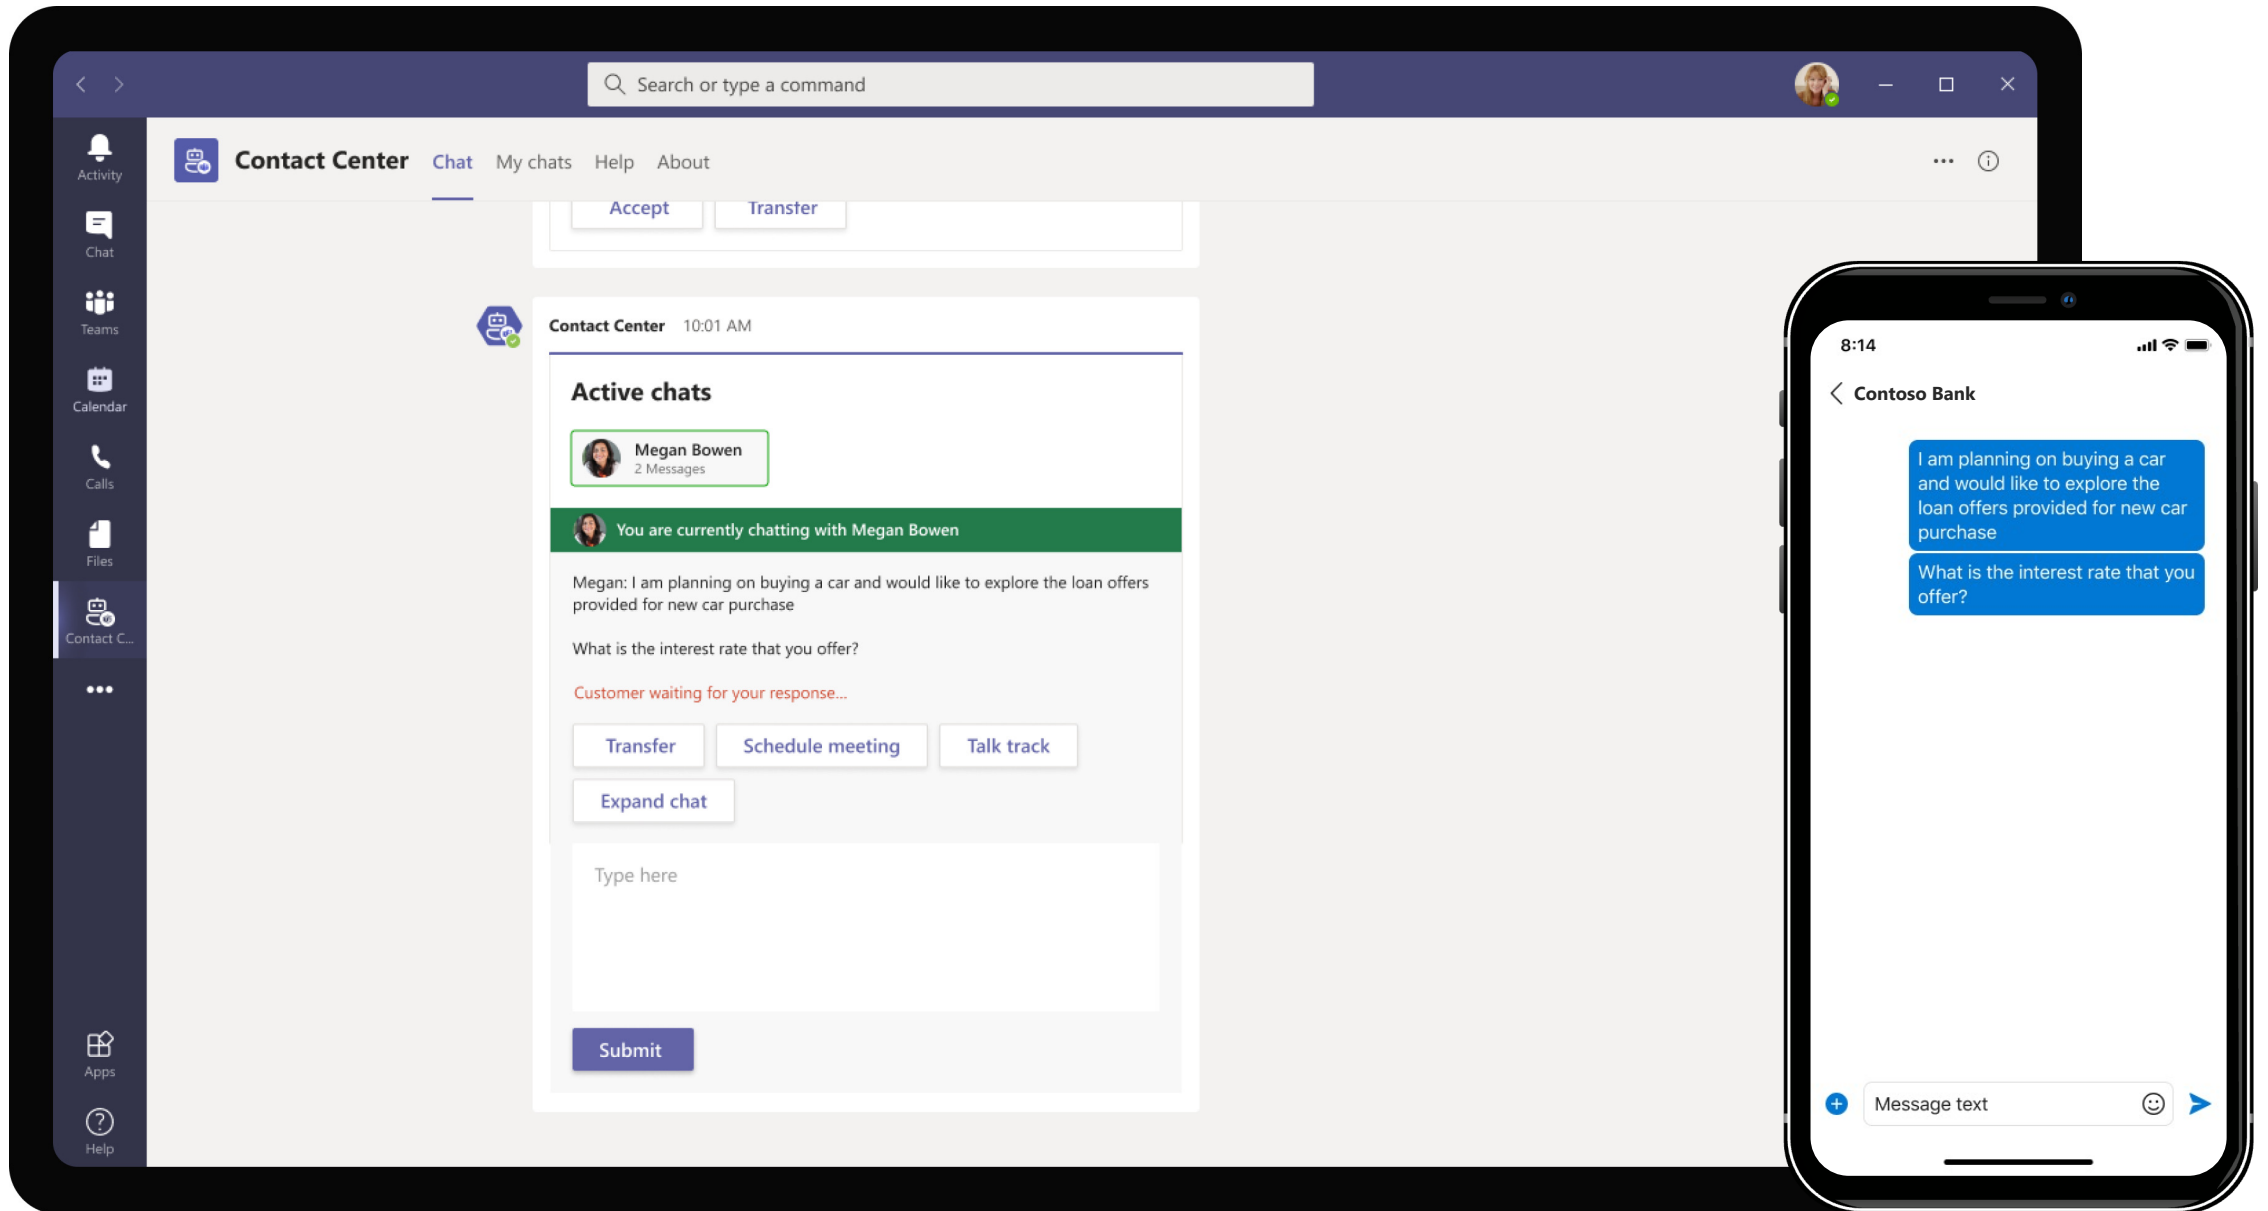 Search or type a command
Activity
Chat
Teams
Calendar
Calls
Files
Contact C...
Apps
Help
Contact Center
Chat
My chats
Help
About
Accept
Transfer
Contact Center 10:01 AM
Active chats
Megan Bowen
2 Messages
You are currently chatting with Megan Bowen
Megan: I am planning on buying a car and would like to explore the loan offers
provided for new car purchase
What is the interest rate that you offer?
Customer waiting for your response...
Transfer
Schedule meeting
Talk track
Expand chat
Type here
Submit
8:14
Contoso Bank
I am planning on buying a car
and would like to explore the
loan offers provided for new car
purchase
What is the interest rate that you
offer?
Message text